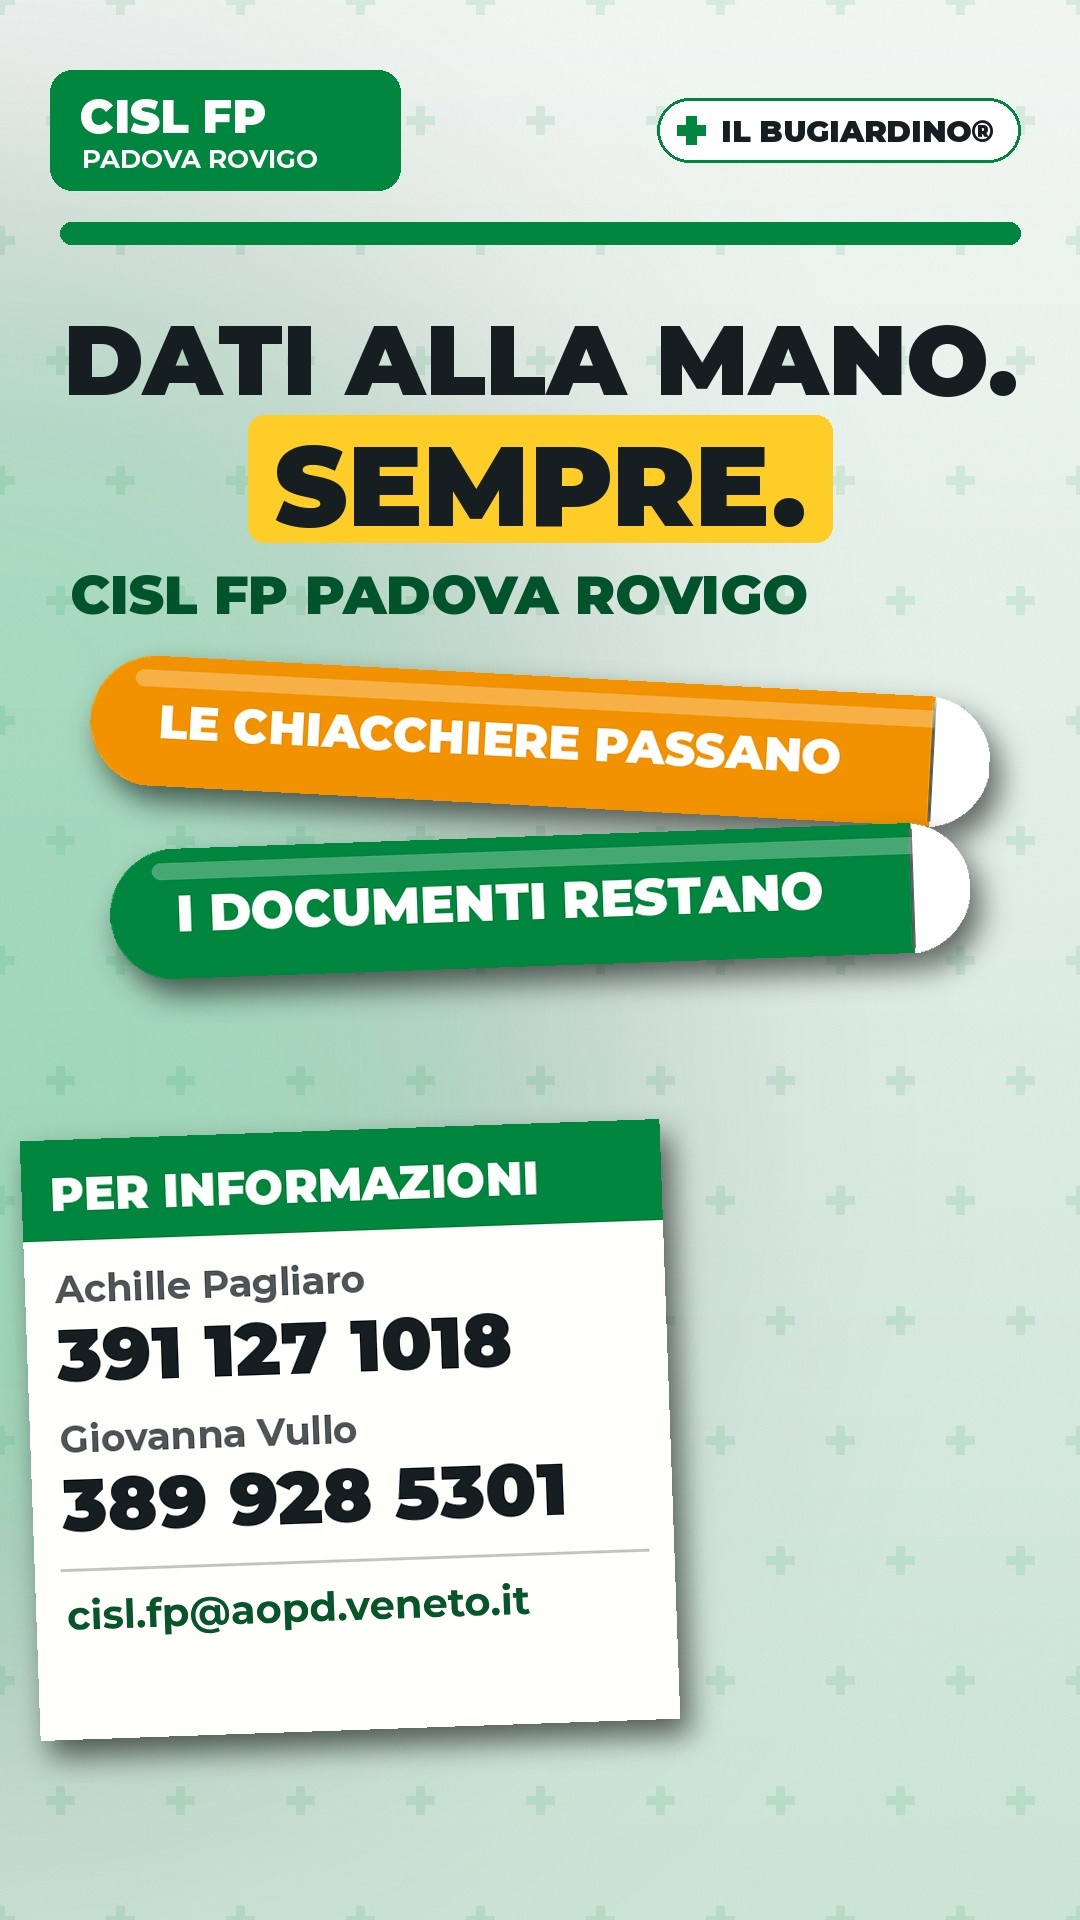 CISL FP
PADOVA ROVIGO
IL BUGIARDINO®
DATI ALLA MANO.
SEMPRE.
CISL FP PADOVA ROVIGO
LE CHIACCHIERE PASSANO
I DOCUMENTI RESTANO
PER INFORMAZIONI
Achille Pagliaro
391 127 1018
Giovanna Vullo
389 928 5301
cisl.fp@aopd.veneto.it